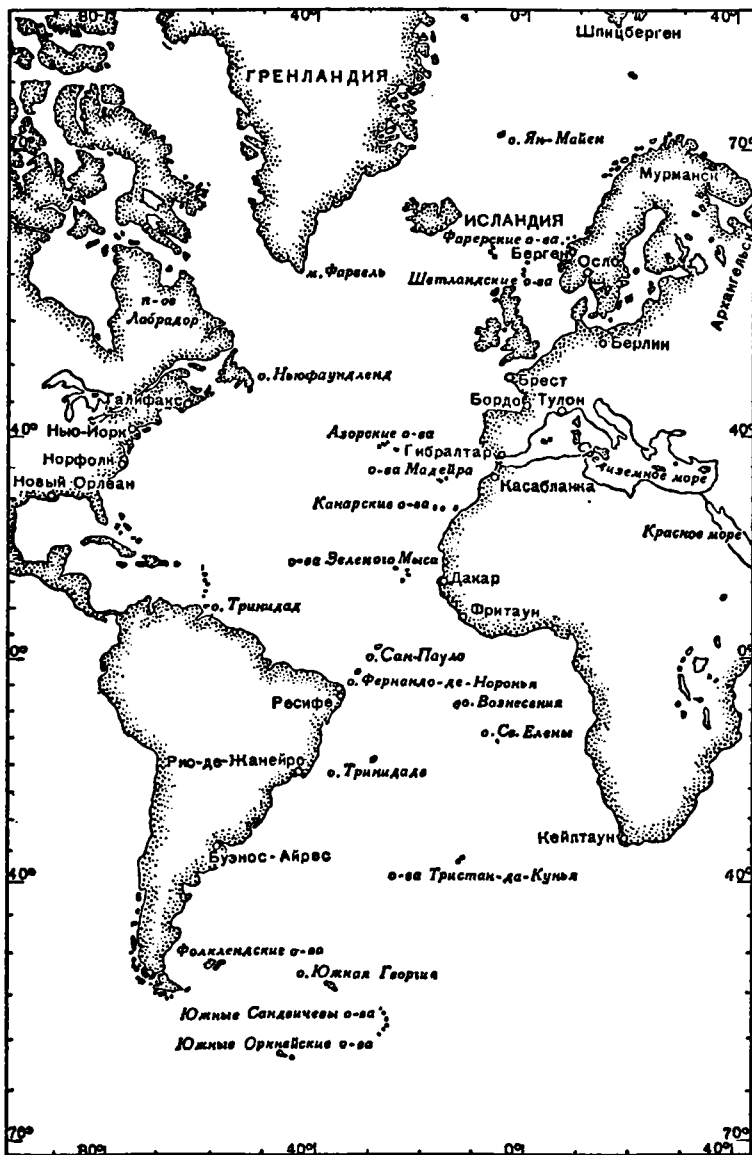 80° 40° 0° 40°
Шпицберген
ГРЕНЛАНДИЯ
70° 70°
о. Ян-Майен
Мурманск
ИСЛАНДИЯ
Фарерские о-ва
Берген
Осло
м. Фарвель
Шетландские о-ва
Архангельск
п-ов
Лабрадор
Берлин
о. Ньюфаундленд
Брест
Галифакс
Бордо Тулон
40° 40°
Нью-Йорк
Азорские о-ва
Гибралтар
Норфолк
о-ва Мадейра
Средиземное море
Новый Орлеан
Касабланка
Канарские о-ва
Красное море
о-ва Зеленого Мыса
Дакар
о. Тринидад
Фритаун
о. Сан-Пауло
0° 0°
о. Фернандо-де-Норонья
Ресифе
о. Вознесения
о. Св. Елены
Рио-де-Жанейро
о. Тринидаде
Кейптаун
Буэнос-Айрес
о-ва Тристан-да-Кунья
40° 40°
Фолклендские о-ва
о. Южная Георгия
Южные Сандвичевы о-ва
Южные Оркнейские о-ва
70° 70°
80° 40° 0° 40°